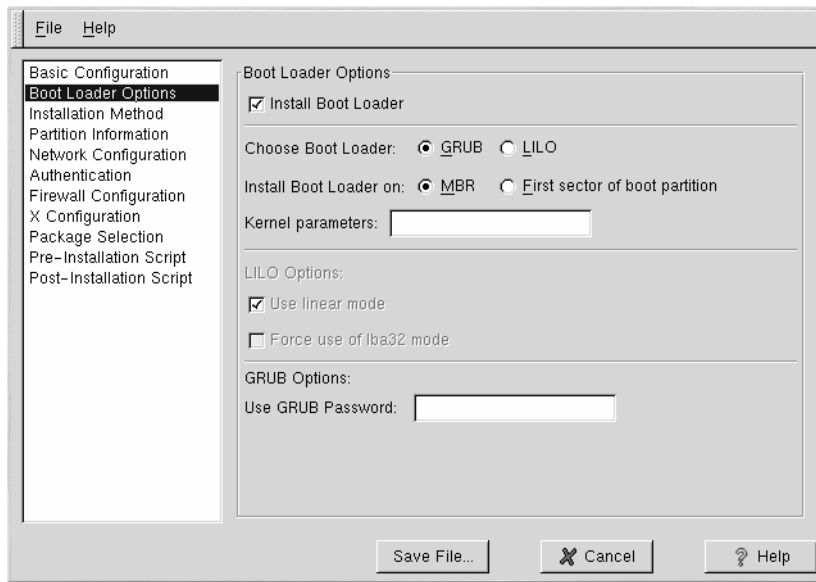 File Help
Basic Configuration
Boot Loader Options
Installation Method
Partition Information
Network Configuration
Authentication
Firewall Configuration
X Configuration
Package Selection
Pre-Installation Script
Post-Installation Script
Boot Loader Options
Install Boot Loader
Choose Boot Loader: GRUB LILO
Install Boot Loader on: MBR First sector of boot partition
Kernel parameters:
LILO Options:
Use linear mode
Force use of lba32 mode
GRUB Options:
Use GRUB Password:
Save File... Cancel Help